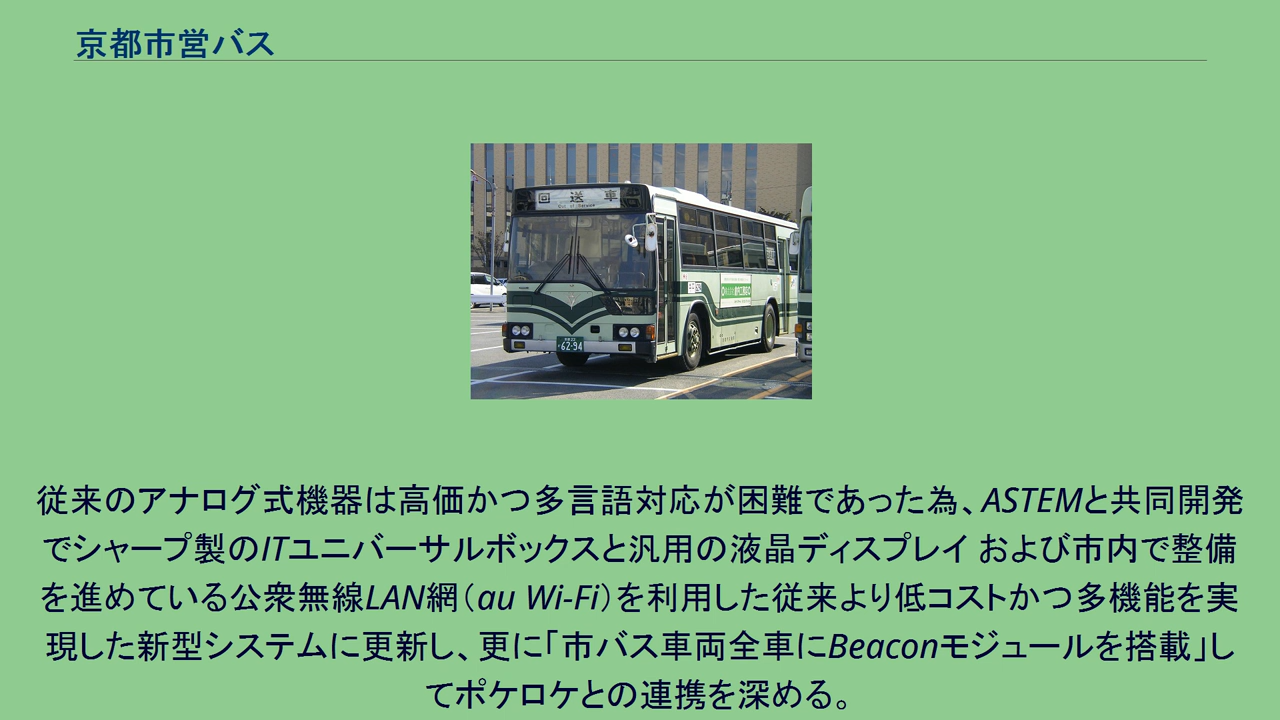 京都市営バス
回送車
6294
従来のアナログ式機器は高価かつ多言語対応が困難であった為、ASTEMと共同開発
でシャープ製のITユニバーサルボックスと汎用の液晶ディスプレイ および市内で整備
を進めている公衆無線LAN網（au Wi-Fi）を利用した従来より低コストかつ多機能を実
現した新型システムに更新し、更に「市バス車両全車にBeaconモジュールを搭載」し
てポケロケとの連携を深める。